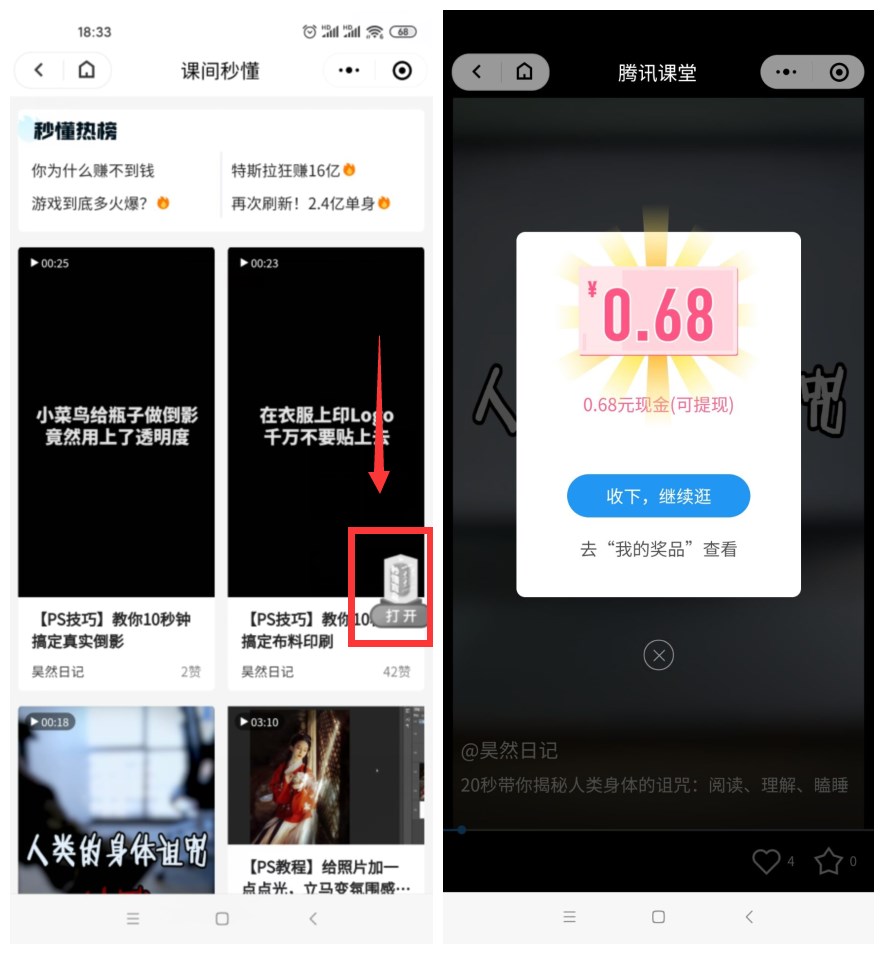 18:33
68
课间秒懂
秒懂热榜
你为什么赚不到钱
特斯拉狂赚16亿
游戏到底多火爆？
再次刷新！2.4亿单身
00:25
小菜鸟给瓶子做倒影
竟然用上了透明度
【PS技巧】教你10秒钟
搞定真实倒影
昊然日记
2赞
00:23
在衣服上印Logo
千万不要贴上去
【PS技巧】教你10
搞定布料印刷
昊然日记
42赞
打开
00:18
人类的身体诅咒
03:10
【PS教程】给照片加一
点点光，立马变氛围感…
腾讯课堂
人
咒
¥
0.68
0.68元现金(可提现)
收下，继续逛
去“我的奖品”查看
@昊然日记
20秒带你揭秘人类身体的诅咒：阅读、理解、瞌睡
4
0